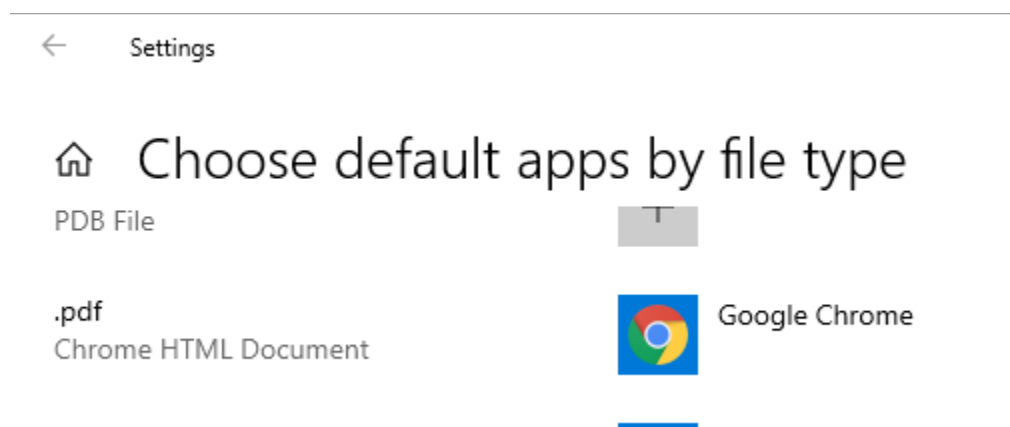 Settings
Choose default apps by file type
PDB File
.pdf
Google Chrome
Chrome HTML Document